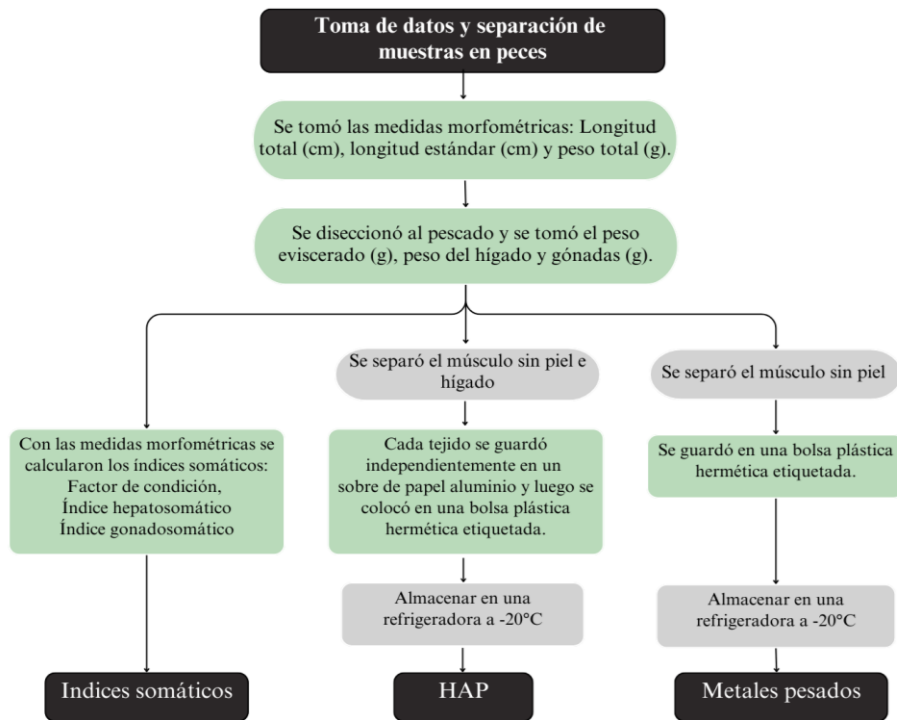 Toma de datos y separación de
muestras en peces
Se tomó las medidas morfométricas: Longitud
total (cm), longitud estándar (cm) y peso total (g).
Se diseccionó al pescado y se tomó el peso
eviscerado (g), peso del hígado y gónadas (g).
Con las medidas morfométricas se
calcularon los índices somáticos:
Factor de condición,
Índice hepatosomático
Índice gonadosomático
Indices somáticos
Se separó el músculo sin piel e
hígado
Cada tejido se guardó
independientemente en un
sobre de papel aluminio y luego se
colocó en una bolsa plástica
hermética etiquetada.
Almacenar en una
refrigeradora a -20°C
HAP
Se separó el músculo sin piel
Se guardó en una bolsa plástica
hermética etiquetada.
Almacenar en una
refrigeradora a -20°C
Metales pesados